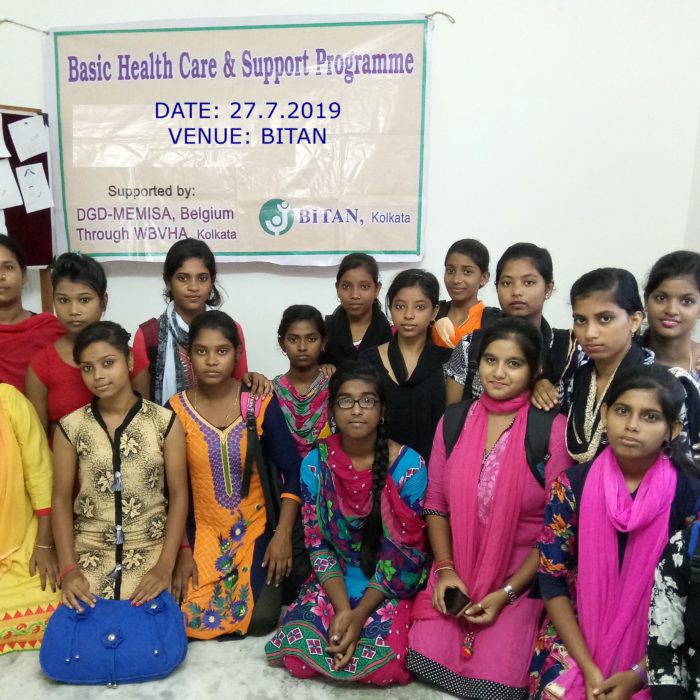 Basic Health Care & Support Programme
DATE: 27.7.2019
VENUE: BITAN
Supported by:
DGD-MEMISA, Belgium
Through WBVHA, Kolkata
BITAN, Kolkata